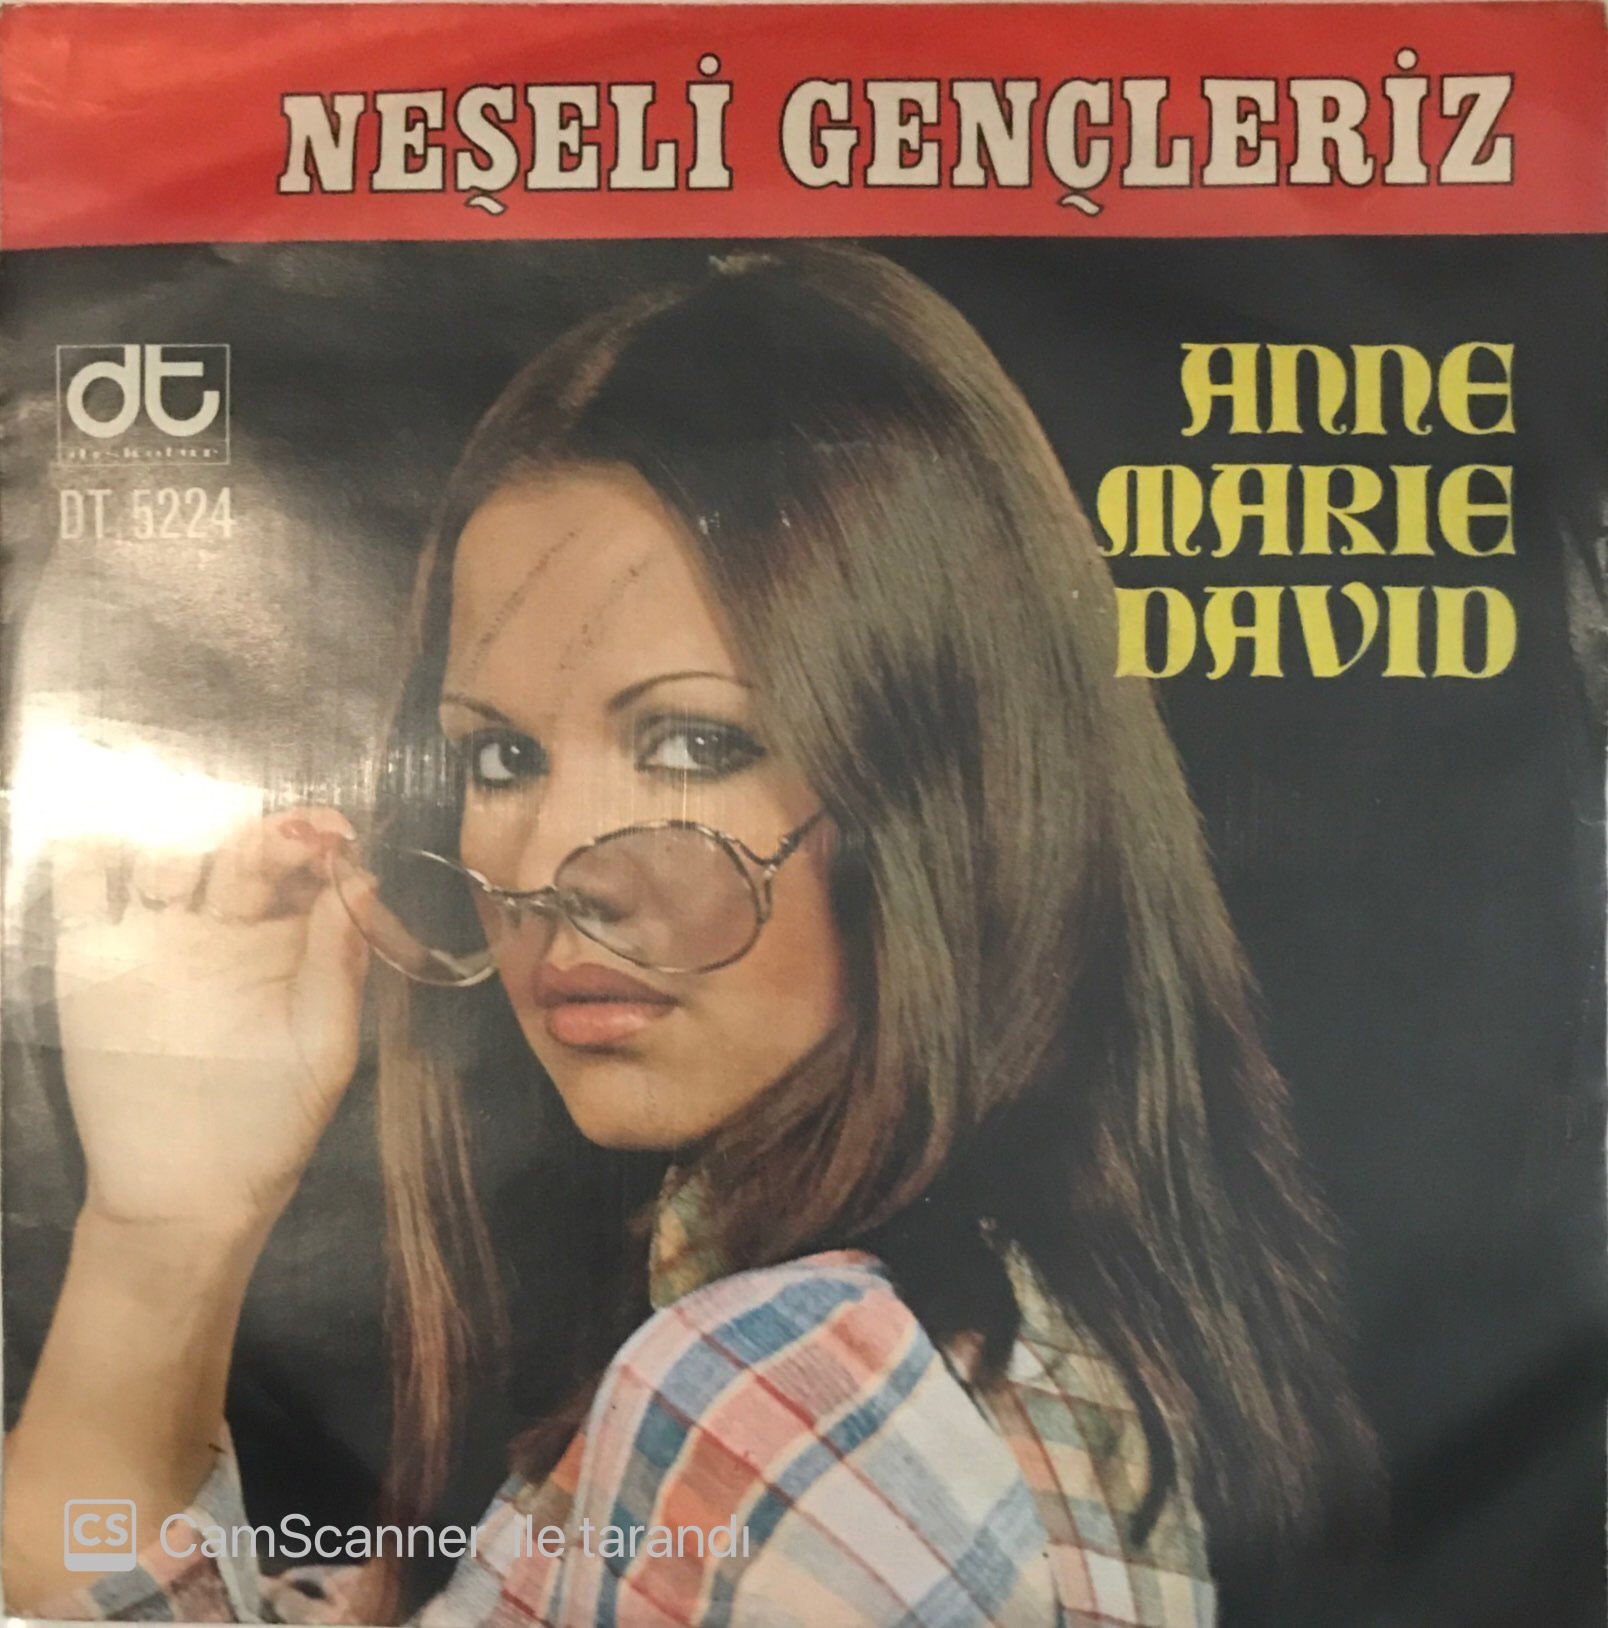 NEŞELİ GENÇLERİZ
dt
DT. 5224
ANNE
MARIE
DAVID
CS CamScanner ile tarandı